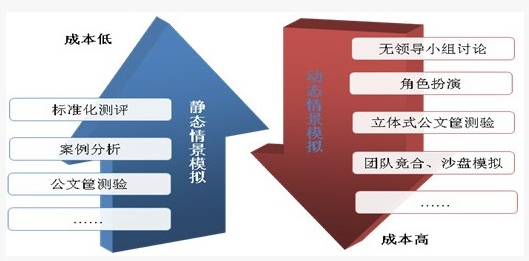 成本低
标准化测评
案例分析
公文筐测验
……
静态情景模拟
动态情景模拟
无领导小组讨论
角色扮演
立体式公文筐测验
团队竞合、沙盘模拟
……
成本高